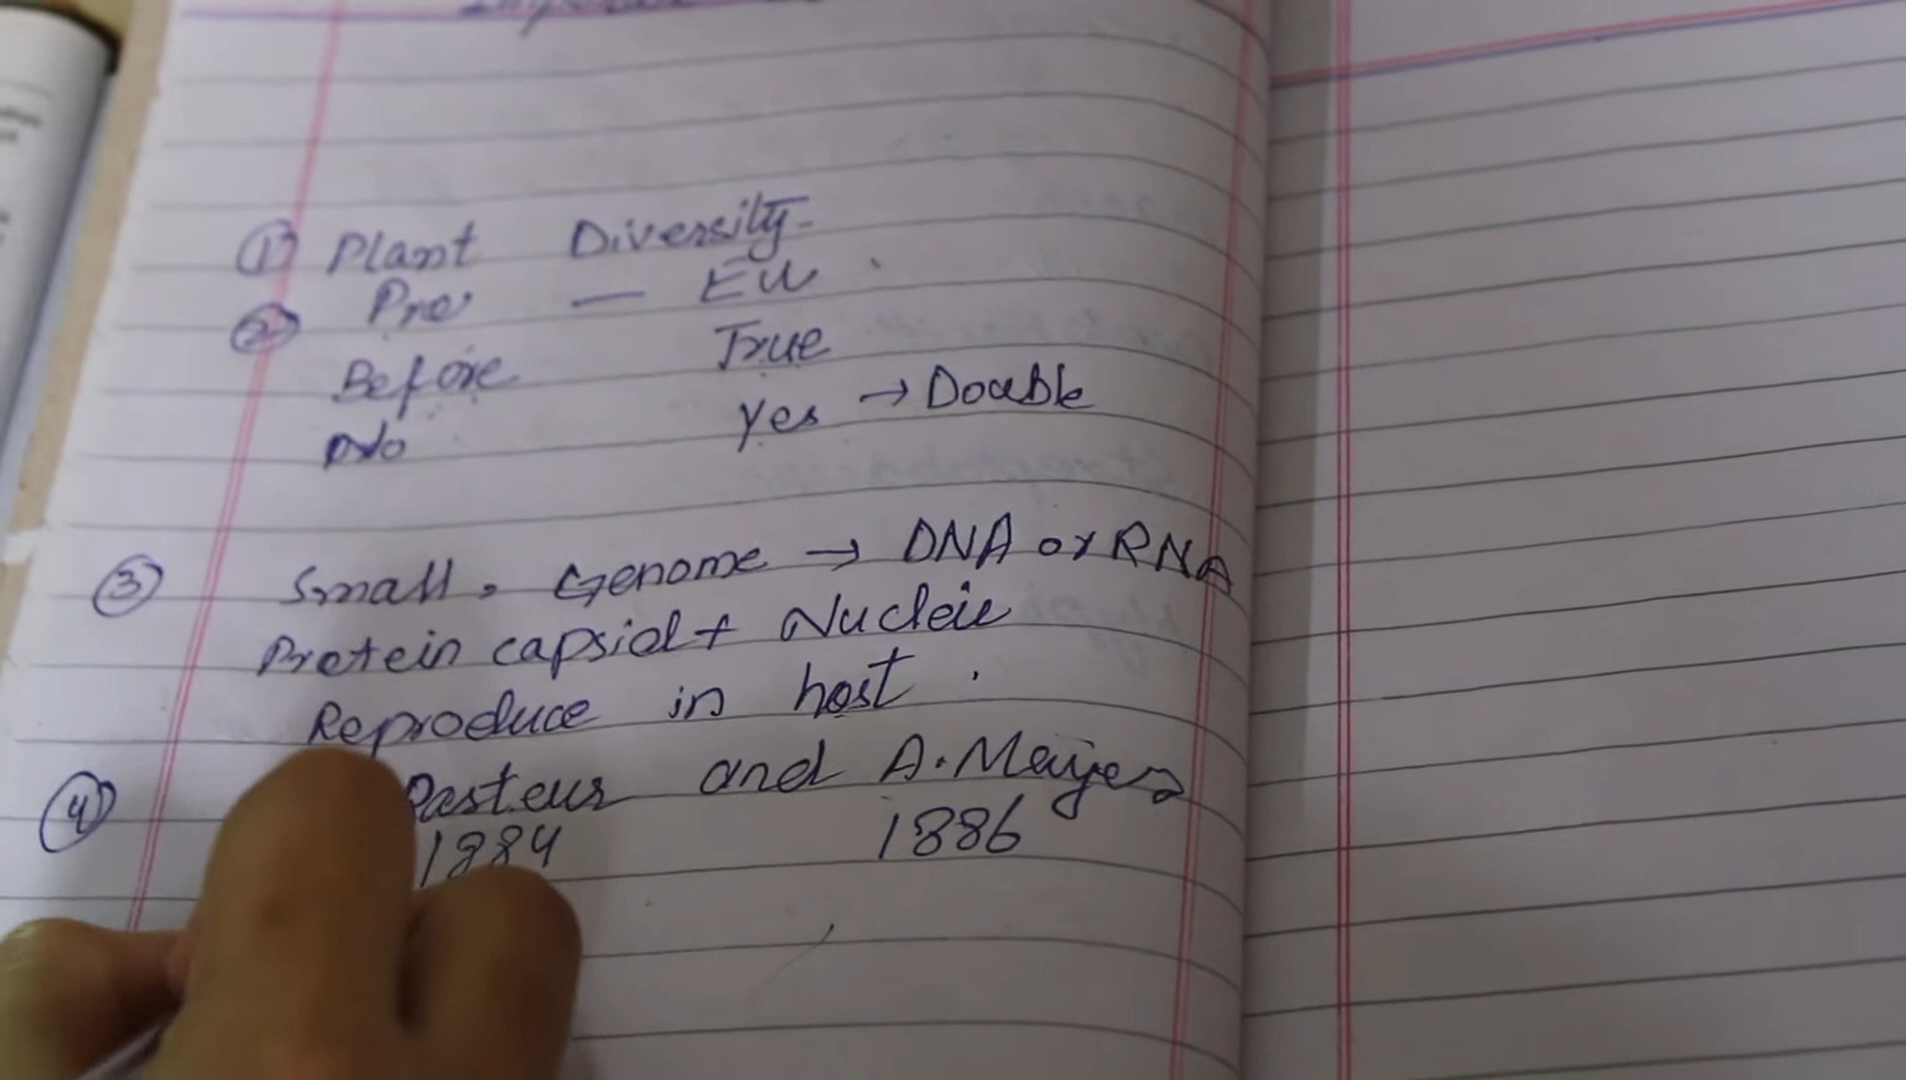 ① Plant Diversity-
② Pro — EU
Before True
No Yes → Double
③ Small. Genome → DNA or RNA
Protein capsid + Nucleic
Reproduce in host.
④ Pasteur and A. Mayer
1884 1886